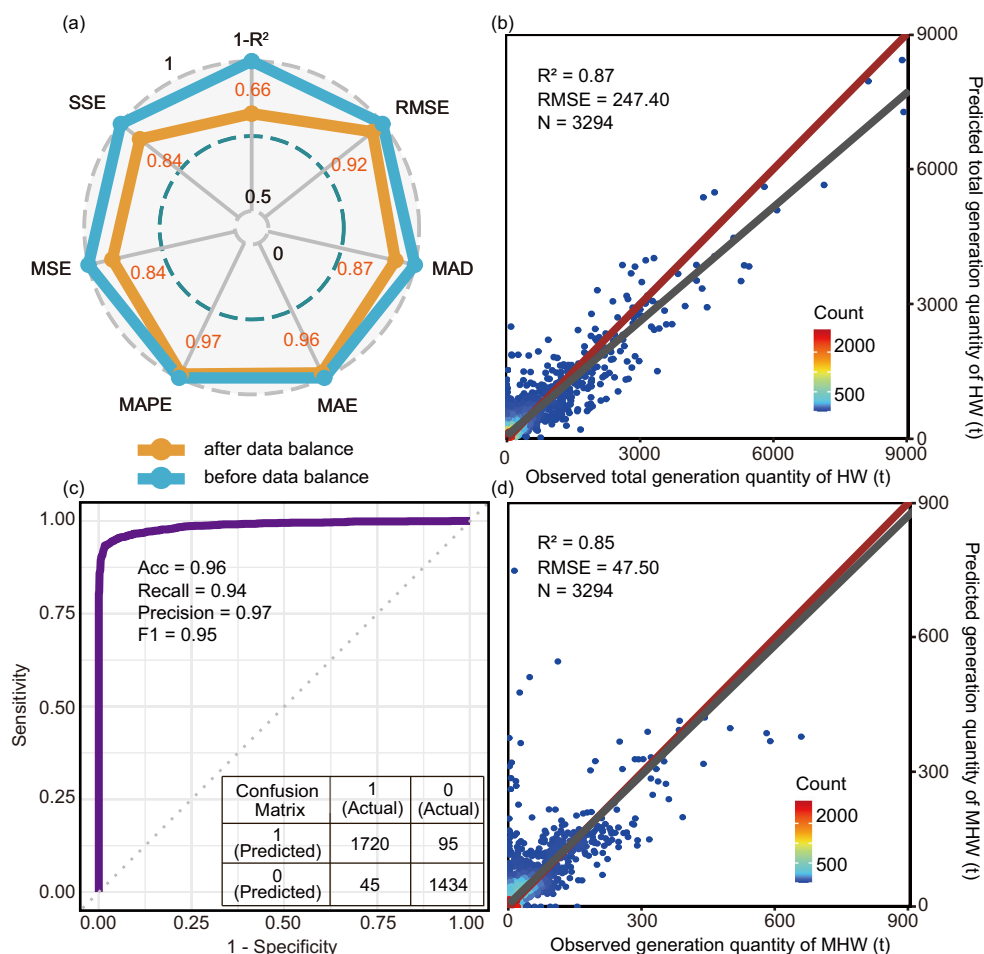 (a)
1-R²
1
0.66
SSE
RMSE
0.84
0.92
0.5
0
MSE
0.84
0.87
MAD
0.97
0.96
MAPE
MAE
after data balance
before data balance
(b)
R² = 0.87
RMSE = 247.40
N = 3294
Count
2000
500
9000
6000
3000
0
Predicted total generation quantity of HW (t)
0
3000
6000
9000
Observed total generation quantity of HW (t)
(c)
1.00
0.75
0.50
0.25
0.00
Sensitivity
Acc = 0.96
Recall = 0.94
Precision = 0.97
F1 = 0.95
Confusion Matrix
1 (Actual)
0 (Actual)
1 (Predicted)
1720
95
0 (Predicted)
45
1434
0.00
0.25
0.50
0.75
1.00
1 - Specificity
(d)
R² = 0.85
RMSE = 47.50
N = 3294
Count
2000
500
900
600
300
0
Predicted generation quantity of MHW (t)
0
300
600
900
Observed generation quantity of MHW (t)